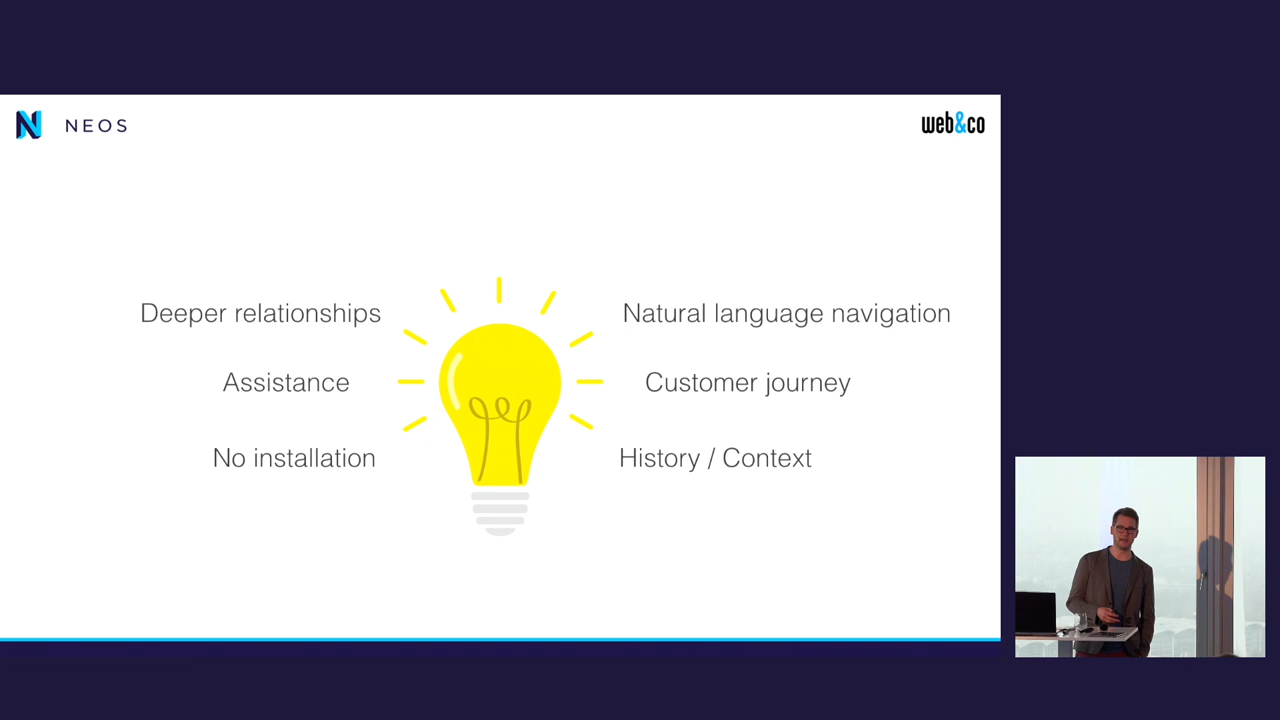 NEOS
web&co
Deeper relationships
Natural language navigation
Assistance
Customer journey
No installation
History / Context